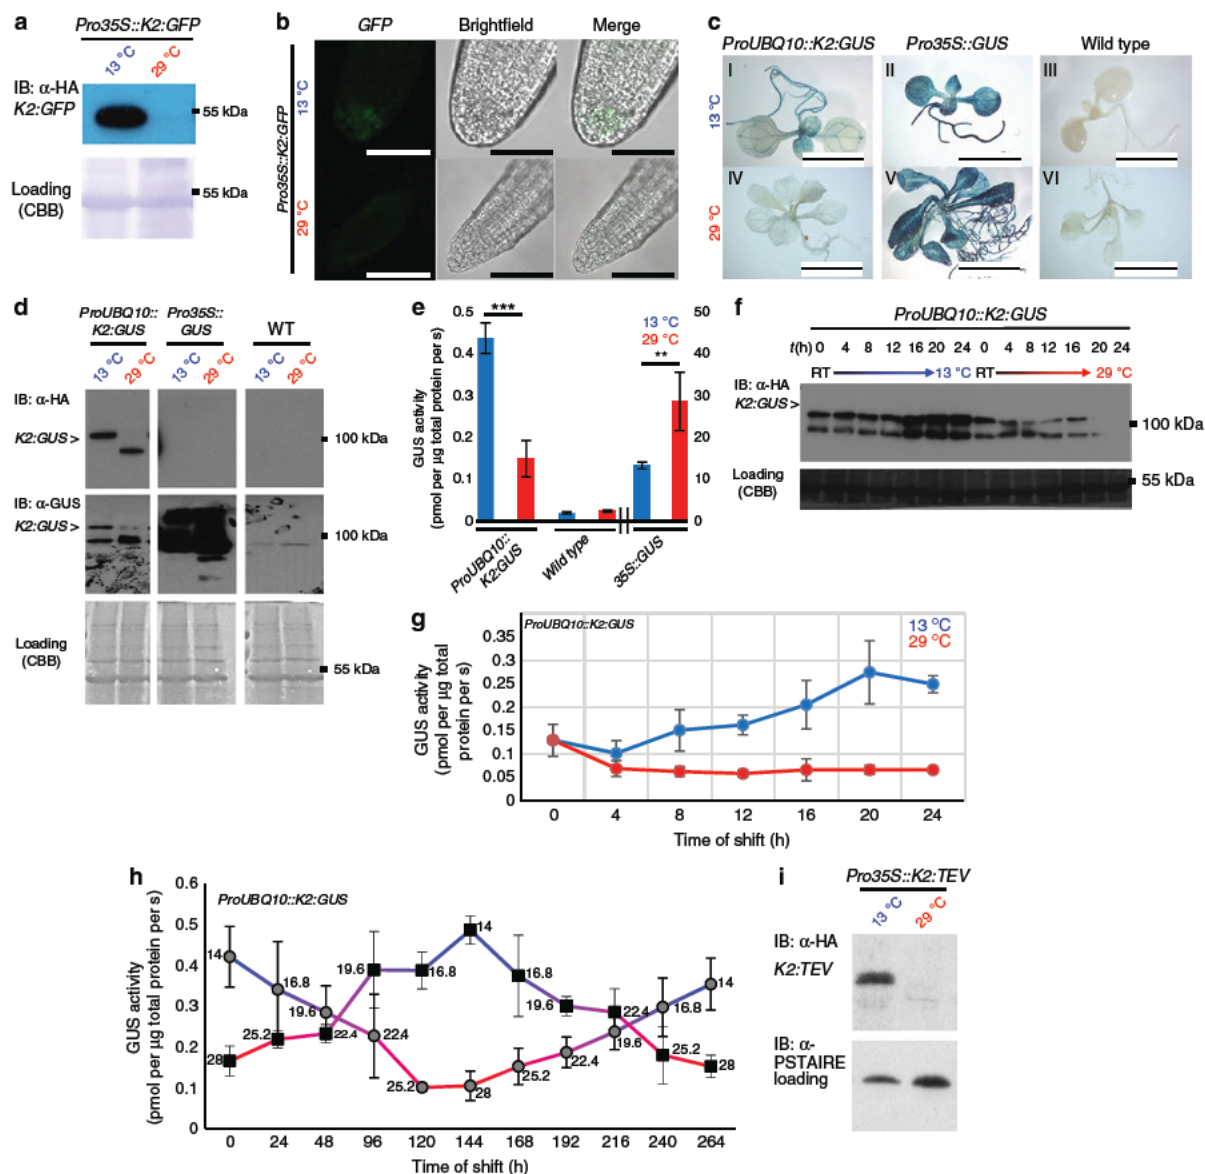 a
Pro35S::K2:GFP
13 °C
29 °C
IB: α-HA
K2:GFP
55 kDa
Loading
(CBB)
55 kDa
b
GFP
Brightfield
Merge
Pro35S::K2:GFP
13 °C
29 °C
c
ProUBQ10::K2:GUS
Pro35S::GUS
Wild type
13 °C
29 °C
I
II
III
IV
V
VI
d
ProUBQ10::
K2:GUS
Pro35S::
GUS
WT
13 °C
29 °C
13 °C
29 °C
13 °C
29 °C
IB: α-HA
K2:GUS >
100 kDa
IB: α-GUS
K2:GUS >
100 kDa
Loading
(CBB)
55 kDa
e
GUS activity
(pmol per µg total protein per s)
0.5
0.4
0.3
0.2
0.1
0
***
13 °C
29 °C
**
50
40
30
20
10
0
ProUBQ10::
K2:GUS
Wild type
35S::GUS
f
ProUBQ10::K2:GUS
t(h) 0 4 8 12 16 20 24 0 4 8 12 16 20 24
RT 13 °C RT 29 °C
IB: α-HA
K2:GUS >
100 kDa
Loading
(CBB)
55 kDa
g
ProUBQ10::K2:GUS
13 °C
29 °C
GUS activity
(pmol per µg total
protein per s)
0.35
0.3
0.25
0.2
0.15
0.1
0.05
0
0 4 8 12 16 20 24
Time of shift (h)
h
ProUBQ10::K2:GUS
GUS activity
(pmol per µg total protein per s)
0.6
0.5
0.4
0.3
0.2
0.1
0
14 16.8 19.6 22.4 25.2 28 25.2 22.4 19.6 16.8 14
28 25.2 22.4 19.6 16.8 14 16.8 19.6 22.4 25.2 28
0 24 48 96 120 144 168 192 216 240 264
Time of shift (h)
i
Pro35S::K2:TEV
13 °C
29 °C
IB: α-HA
K2:TEV
IB: α-
PSTAIRE
loading